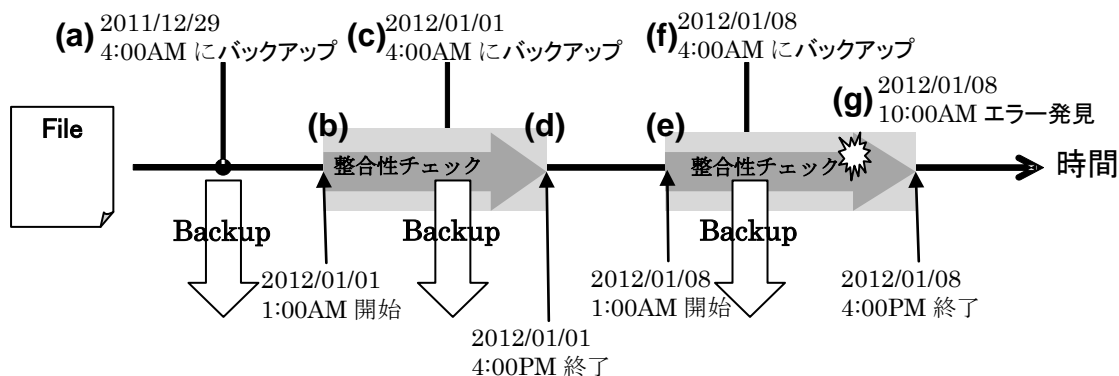 (a) 2011/12/29
4:00AM にバックアップ
(c) 2012/01/01
4:00AM にバックアップ
(f) 2012/01/08
4:00AM にバックアップ
(g) 2012/01/08
10:00AM エラー発見
File
(b)
(d)
(e)
整合性チェック
整合性チェック
時間
Backup
Backup
Backup
2012/01/01
1:00AM 開始
2012/01/01
4:00PM 終了
2012/01/08
1:00AM 開始
2012/01/08
4:00PM 終了